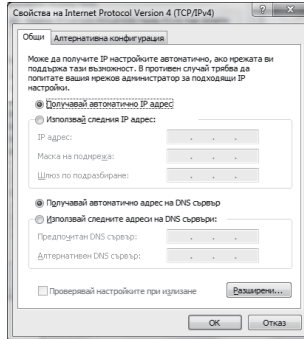 Свойства на Internet Protocol Version 4 (TCP/IPv4)
Общи
Алтернативна конфигурация
Може да получите IP настройките автоматично, ако мрежата ви
поддържа тази възможност. В противен случай трябва да
попитате вашия мрежов администратор за подходящи IP
настройки.
Получавай автоматично IP адрес
Използвай следния IP адрес:
IP адрес:
Маска на подмрежа:
Шлюз по подразбиране:
Получавай автоматично адрес на DNS сървър
Използвай следните адреси на DNS сървъри:
Предпочитан DNS сървър:
Алтернативен DNS сървър:
Проверявай настройките при излизане
Разширени...
OK
Отказ